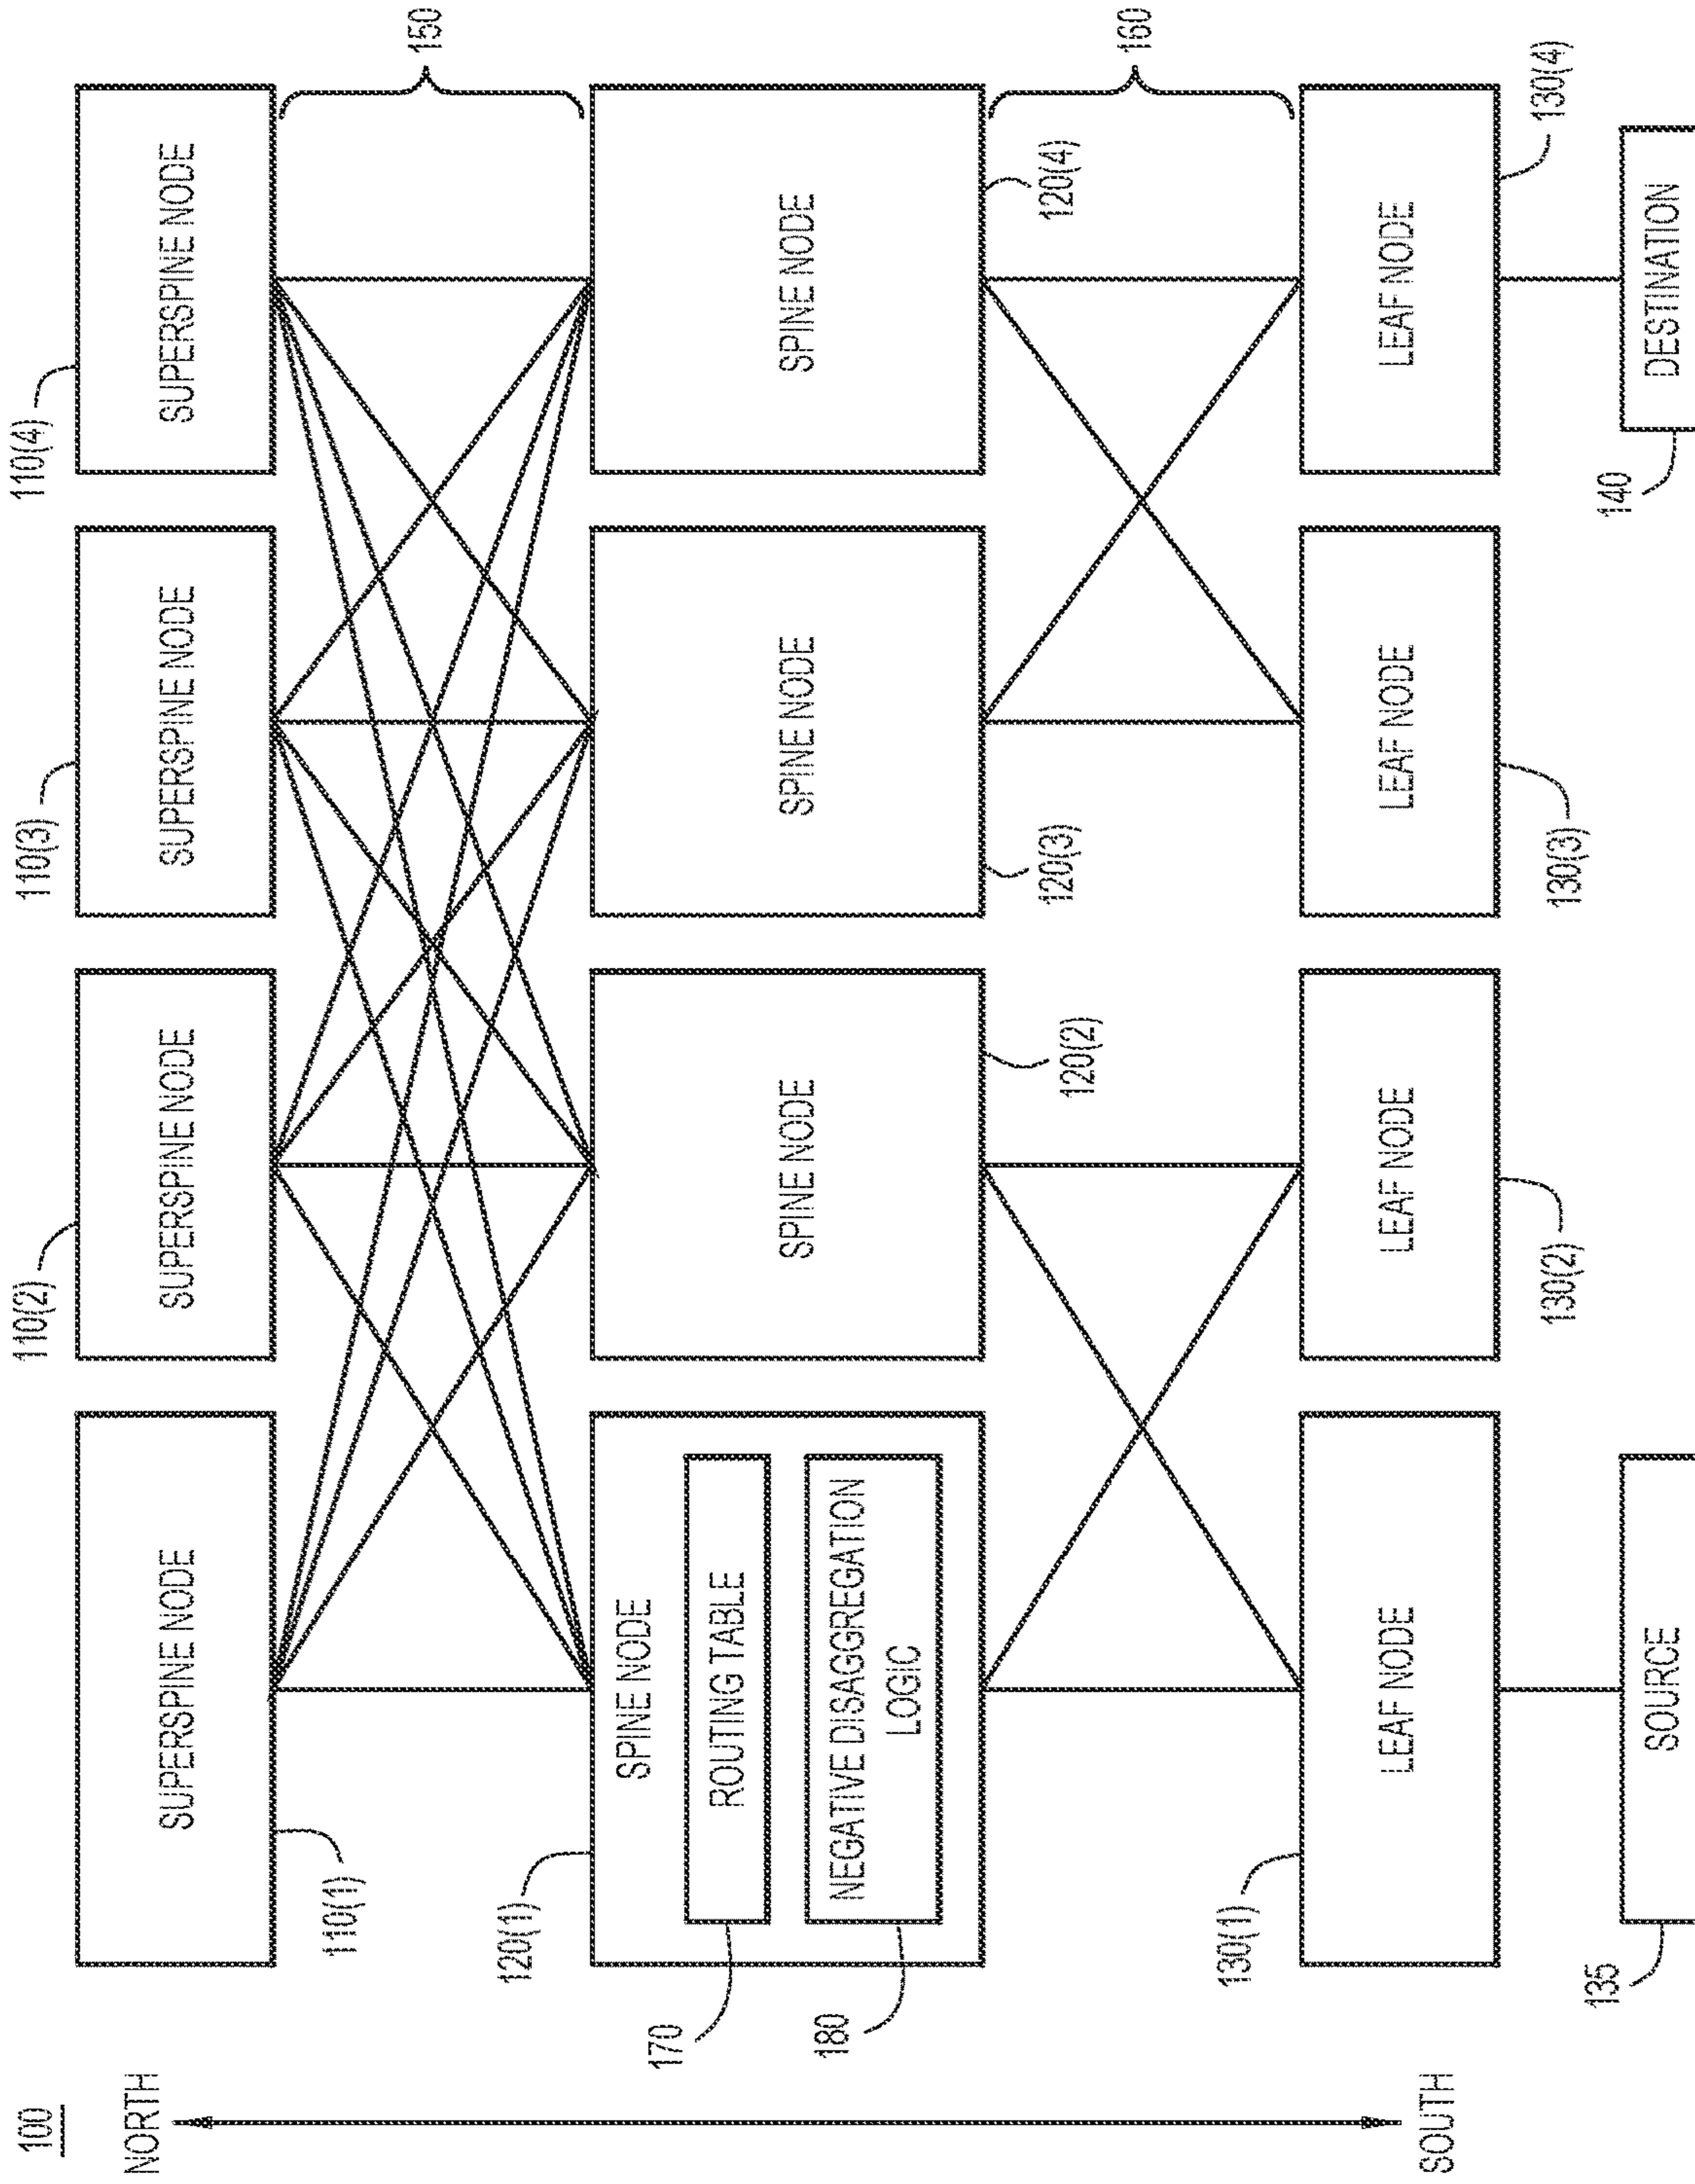 100
NORTH
SOUTH
110(1)
110(2)
110(3)
110(4)
SUPERSPINE NODE
SUPERSPINE NODE
SUPERSPINE NODE
SUPERSPINE NODE
150
120(1)
SPINE NODE
ROUTING TABLE
170
NEGATIVE DISAGGREGATION
LOGIC
180
SPINE NODE
120(2)
SPINE NODE
120(3)
SPINE NODE
120(4)
160
130(1)
LEAF NODE
LEAF NODE
130(2)
LEAF NODE
130(3)
LEAF NODE
130(4)
135
SOURCE
140
DESTINATION